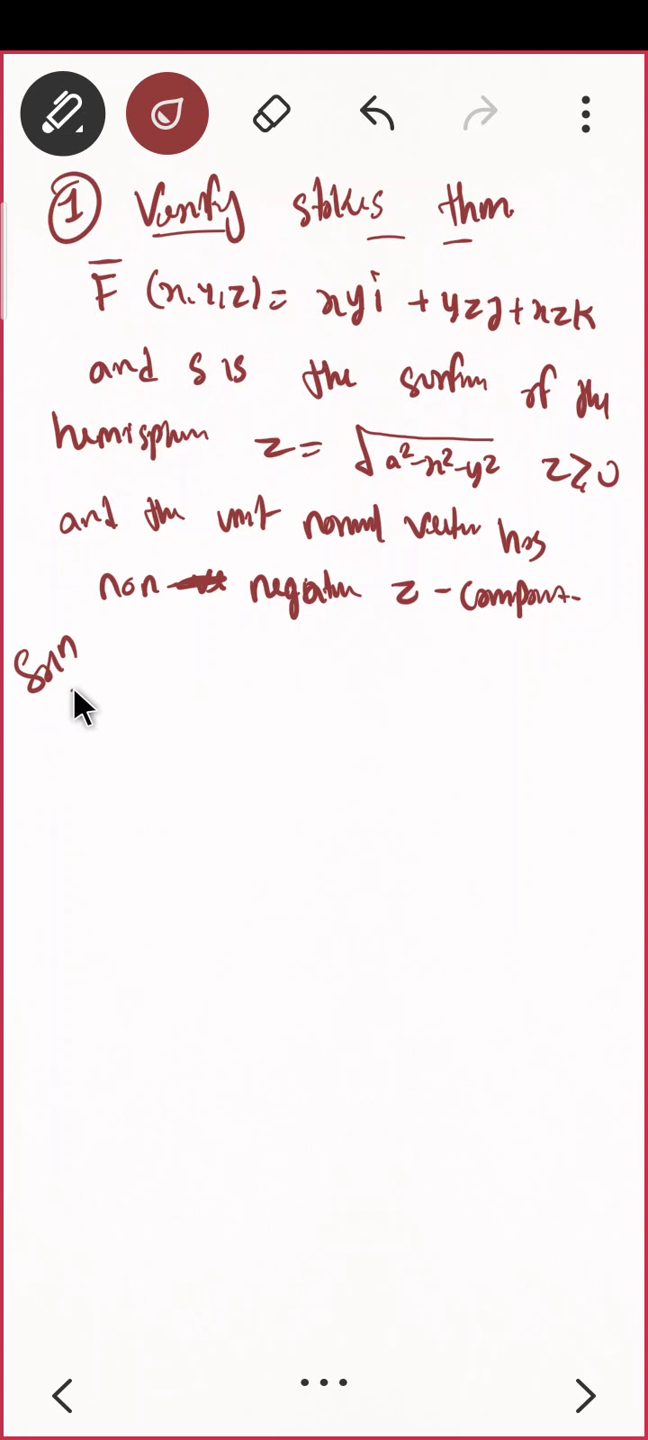 ① Verify stokes thm
F̅ (x,y,z) = xyi + yzj + xzk
and S is the surface of the
hemisphere z = √a²-x²-y² z≥0
and the unit normal vector has
non negative z - component.
Soln